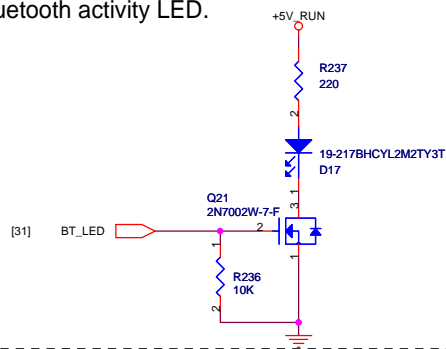 uetooth activity LED.
+5V_RUN
R237
220
2
19-217BHCYL2M2TY3T
D17
1
Q21
2N7002W-7-F
3
[31] BT_LED
2
1
1
R236
10K
2